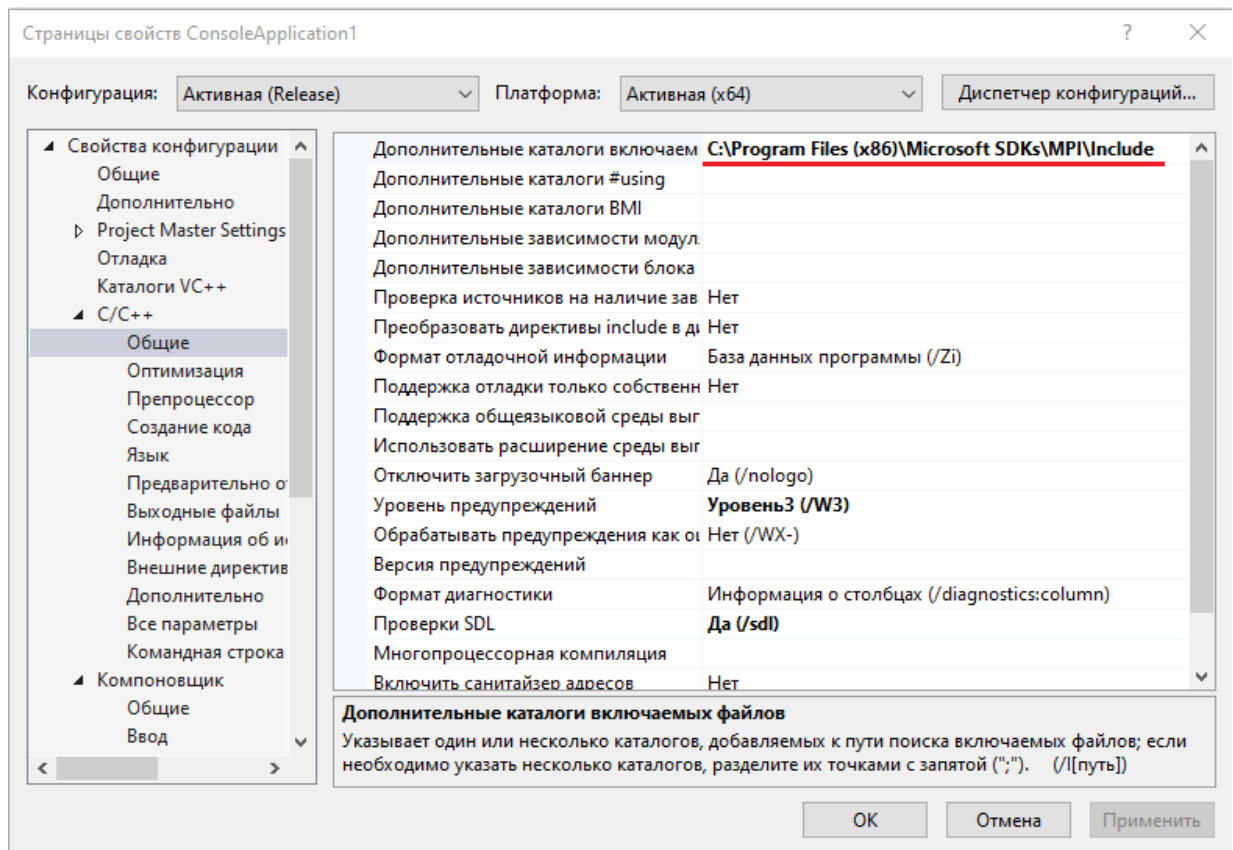 Страницы свойств ConsoleApplication1
Конфигурация: Активная (Release) Платформа: Активная (x64) Диспетчер конфигураций...
Свойства конфигурации
Общие
Дополнительно
Project Master Settings
Отладка
Каталоги VC++
C/C++
Общие
Оптимизация
Препроцессор
Создание кода
Язык
Предварительно о
Выходные файлы
Информация об и
Внешние директив
Дополнительно
Все параметры
Командная строка
Компоновщик
Общие
Ввод
Дополнительные каталоги включаем C:\Program Files (x86)\Microsoft SDKs\MPI\Include
Дополнительные каталоги #using
Дополнительные каталоги BMI
Дополнительные зависимости модул
Дополнительные зависимости блока
Проверка источников на наличие зав Нет
Преобразовать директивы include в д Нет
Формат отладочной информации База данных программы (/Zi)
Поддержка отладки только собственн Нет
Поддержка общеязыковой среды вып
Использовать расширение среды вып
Отключить загрузочный баннер Да (/nologo)
Уровень предупреждений Уровень3 (/W3)
Обрабатывать предупреждения как ош Нет (/WX-)
Версия предупреждений
Формат диагностики Информация о столбцах (/diagnostics:column)
Проверки SDL Да (/sdl)
Многопроцессорная компиляция
Включить санитайзер адресов Нет
Дополнительные каталоги включаемых файлов
Указывает один или несколько каталогов, добавляемых к пути поиска включаемых файлов; если
необходимо указать несколько каталогов, разделите их точками с запятой (";"). (/I[путь])
OK Отмена Применить